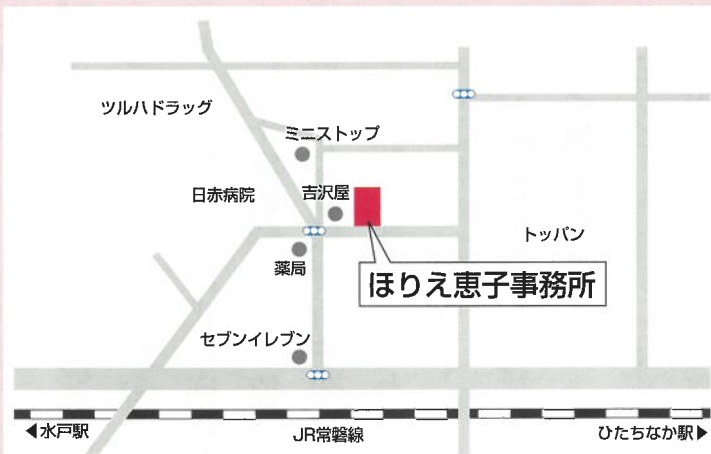 ツルハドラッグ
ミニストップ
日赤病院
吉沢屋
トッパン
薬局
ほりえ恵子事務所
セブンイレブン
◀水戸駅
JR常磐線
ひたちなか駅▶